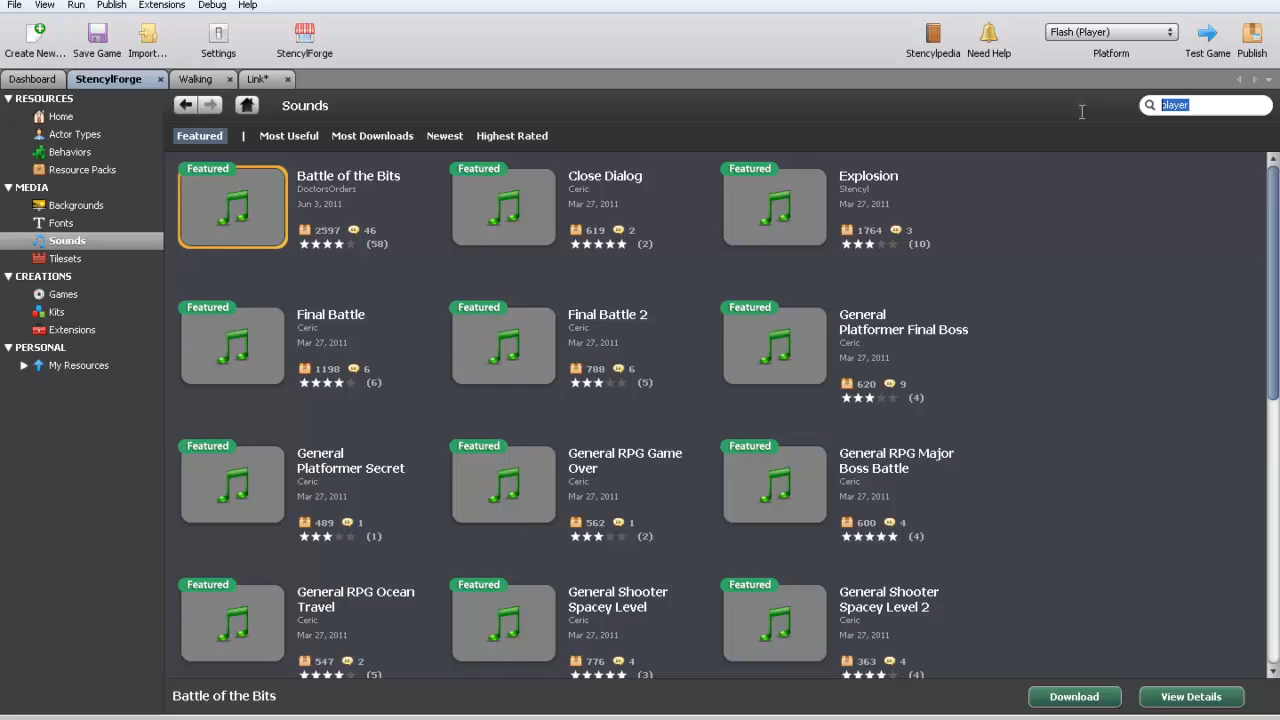 File View Run Publish Extensions Debug Help
Create New... Save Game Import... Settings StencylForge Stencylpedia Need Help Flash (Player) Platform Test Game Publish
Dashboard StencylForge Walking Link*
RESOURCES
Home
Actor Types
Behaviors
Resource Packs
MEDIA
Backgrounds
Fonts
Sounds
Tilesets
CREATIONS
Games
Kits
Extensions
PERSONAL
My Resources
Sounds
player
Featured | Most Useful Most Downloads Newest Highest Rated
Featured
Battle of the Bits
DoctorsOrders
Jun 3, 2011
2597 46
(58)
Featured
Close Dialog
Ceric
Mar 27, 2011
619 2
(2)
Featured
Explosion
Stencyl
Mar 27, 2011
1764 3
(10)
Featured
Final Battle
Ceric
Mar 27, 2011
1198 6
(6)
Featured
Final Battle 2
Ceric
Mar 27, 2011
788 6
(5)
Featured
General
Platformer Final Boss
Ceric
Mar 27, 2011
620 9
(4)
Featured
General
Platformer Secret
Ceric
Mar 27, 2011
489 1
(1)
Featured
General RPG Game
Over
Ceric
Mar 27, 2011
562 1
(2)
Featured
General RPG Major
Boss Battle
Ceric
Mar 27, 2011
600 4
(4)
Featured
General RPG Ocean
Travel
Ceric
Mar 27, 2011
547 2
(5)
Featured
General Shooter
Spacey Level
Ceric
Mar 27, 2011
776 4
(3)
Featured
General Shooter
Spacey Level 2
Ceric
Mar 27, 2011
363 4
(4)
Battle of the Bits
Download View Details